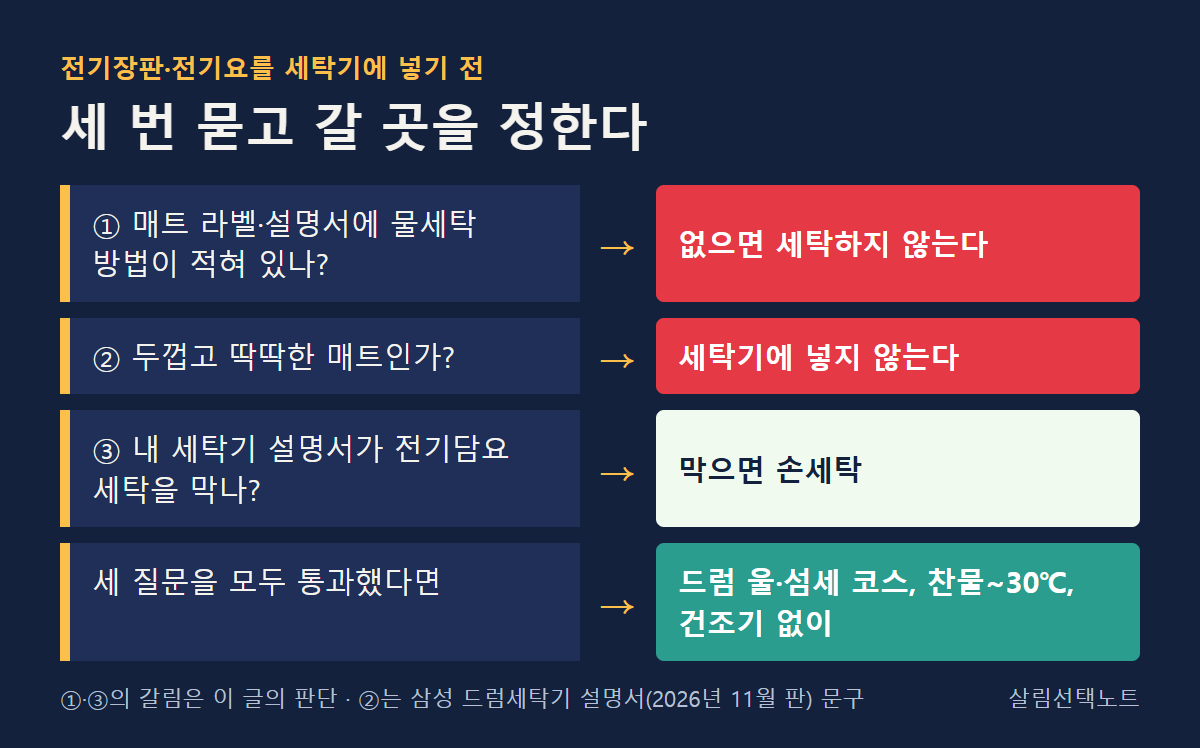 전기장판·전기요를 세탁기에 넣기 전
세 번 묻고 갈 곳을 정한다
① 매트 라벨·설명서에 물세탁
방법이 적혀 있나?
→
없으면 세탁하지 않는다
② 두껍고 딱딱한 매트인가?
→
세탁기에 넣지 않는다
③ 내 세탁기 설명서가 전기담요
세탁을 막나?
→
막으면 손세탁
세 질문을 모두 통과했다면
→
드럼 울·섬세 코스, 찬물~30℃,
건조기 없이
①·③의 갈림은 이 글의 판단 · ②는 삼성 드럼세탁기 설명서(2026년 11월 판) 문구
살림선택노트